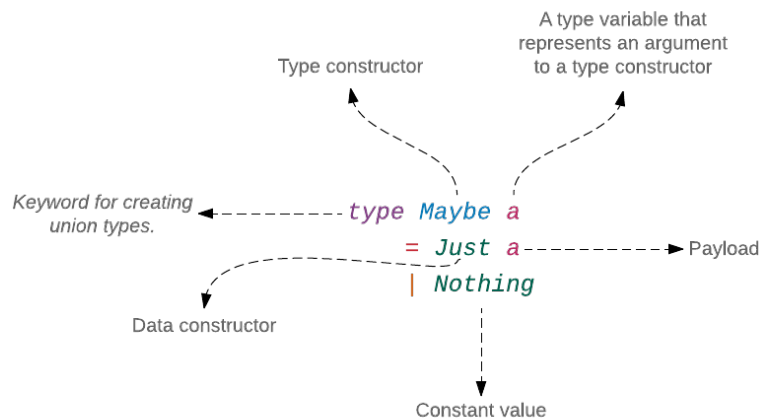 A type variable that
represents an argument
to a type constructor
Type constructor
Keyword for creating
union types.
type Maybe a
= Just a
| Nothing
Payload
Data constructor
Constant value